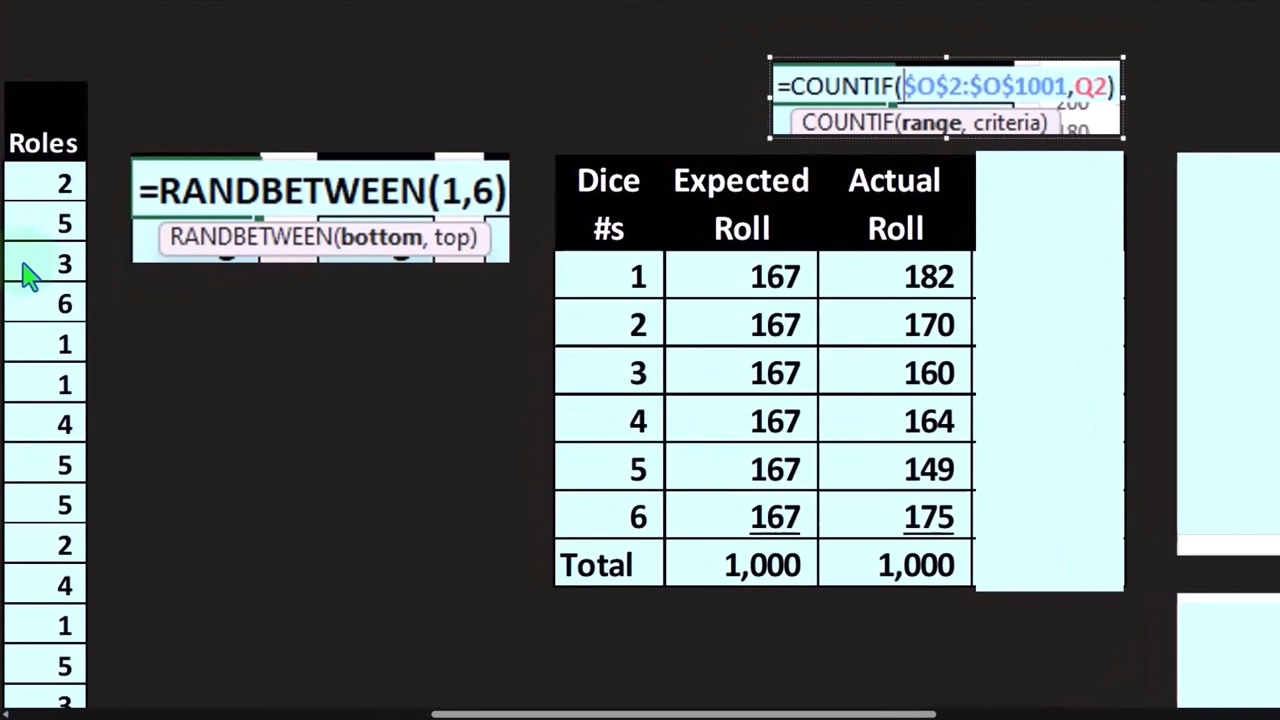 =COUNTIF($O$2:$O$1001,Q2)
COUNTIF(range, criteria)
Roles
2
5
3
6
1
1
4
5
5
2
4
1
5
3
=RANDBETWEEN(1,6)
RANDBETWEEN(bottom, top)
Dice #s Expected Roll Actual Roll
1 167 182
2 167 170
3 167 160
4 167 164
5 167 149
6 167 175
Total 1,000 1,000